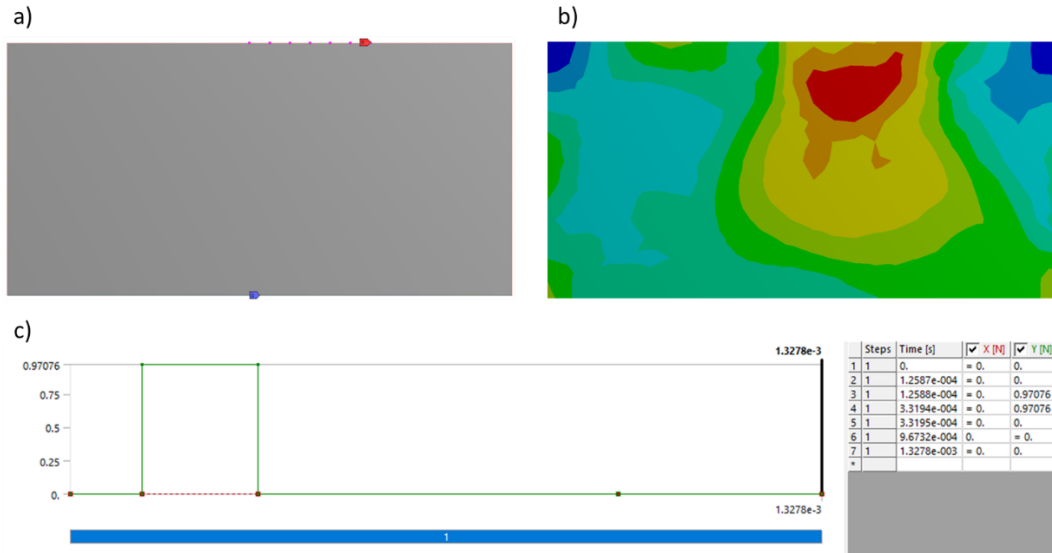 a) b)
c)
1.3278e-3
0.97076
0.75
0.5
0.25
0.
1.3278e-3
1
Steps Time [s] X [N] Y [N]
1 1 0. = 0. 0.
2 1 1.2587e-004 = 0. 0.
3 1 1.2588e-004 = 0. 0.97076
4 1 3.3194e-004 = 0. 0.97076
5 1 3.3195e-004 = 0. 0.
6 1 9.6732e-004 0. = 0.
7 1 1.3278e-003 = 0. 0.
*